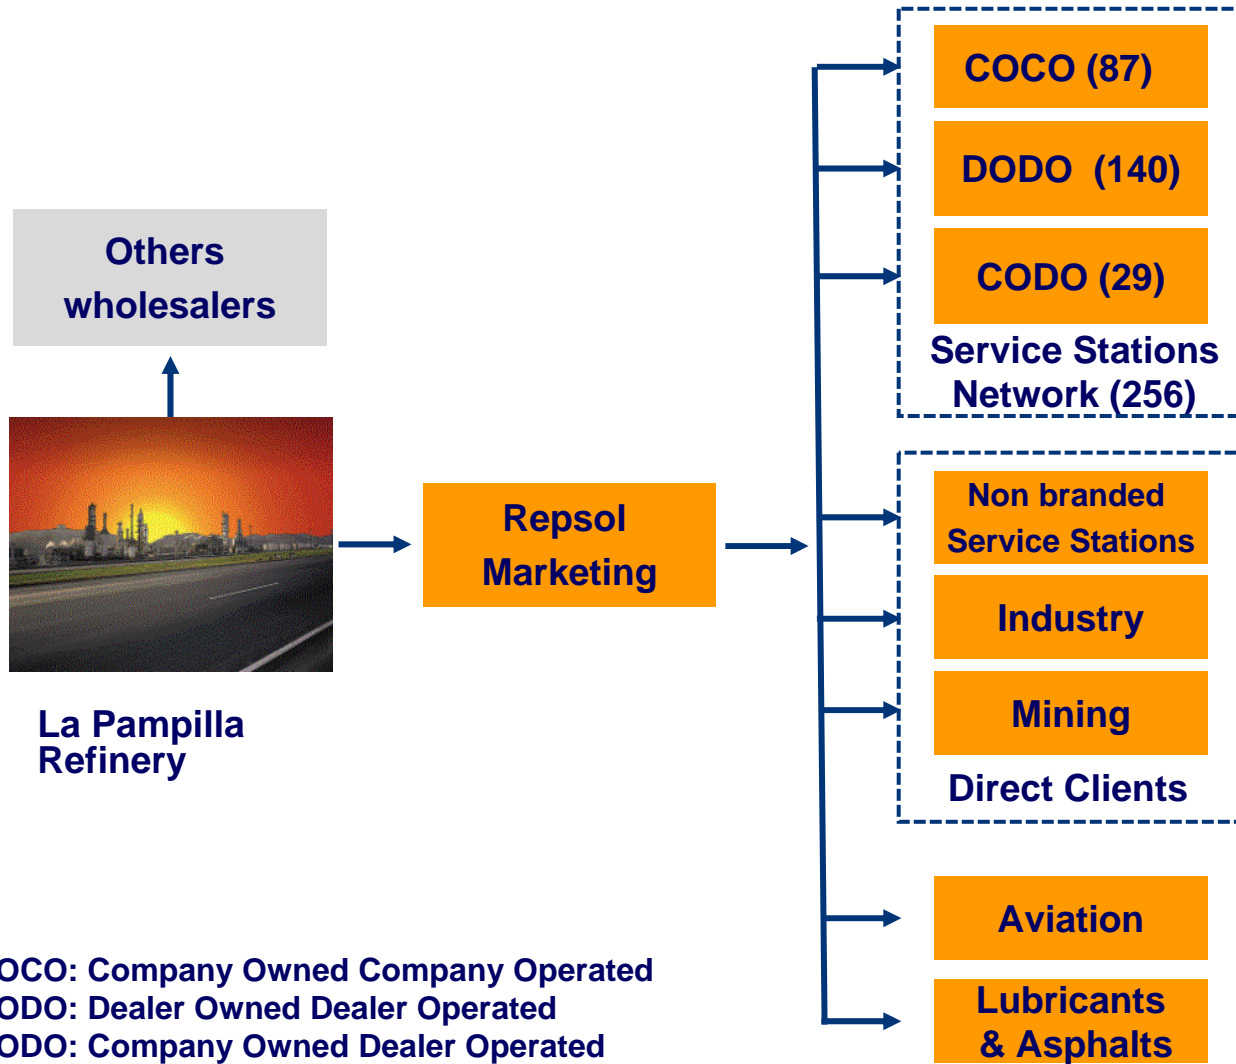 COCO (87)
DODO (140)
CODO (29)
Service Stations
Network (256)
Others
wholesalers
Repsol
Marketing
La Pampilla
Refinery
Non branded
Service Stations
Industry
Mining
Direct Clients
Aviation
Lubricants
& Asphalts
OCO: Company Owned Company Operated
ODO: Dealer Owned Dealer Operated
ODO: Company Owned Dealer Operated